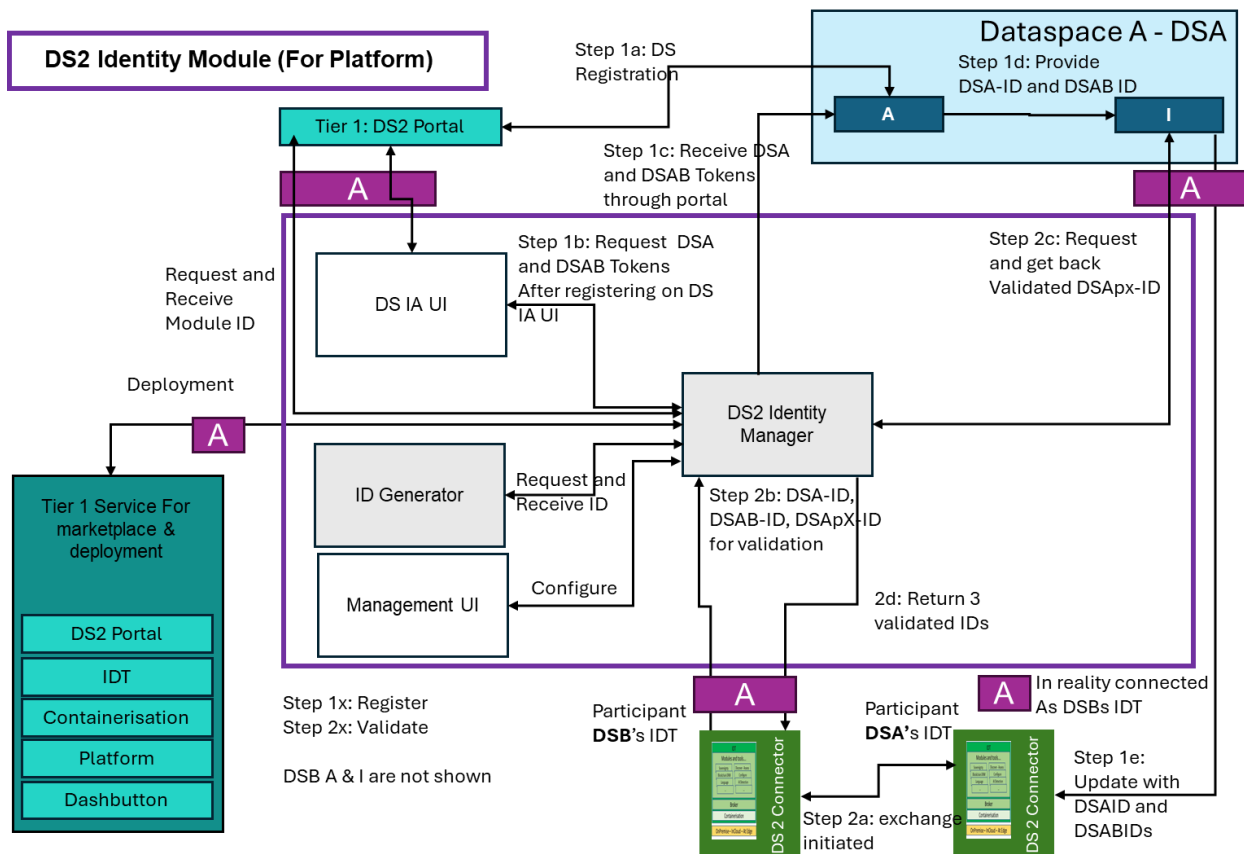 DS2 Identity Module (For Platform)
Dataspace A - DSA
Step 1a: DS
Registration
Step 1d: Provide
DSA-ID and DSAB ID
A
I
Tier 1: DS2 Portal
Step 1c: Receive DSA
and DSAB Tokens
through portal
A
A
Request and
Receive
Module ID
DS IA UI
Step 1b: Request DSA
and DSAB Tokens
After registering on DS
IA UI
Step 2c: Request
and get back
Validated DSApx-ID
Deployment
A
DS2 Identity
Manager
ID Generator
Request and
Receive ID
Step 2b: DSA-ID,
DSAB-ID, DSApX-ID
for validation
Management UI
Configure
2d: Return 3
validated IDs
Tier 1 Service For
marketplace &
deployment
DS2 Portal
IDT
Containerisation
Platform
Dashbutton
Step 1x: Register
Step 2x: Validate
DSB A & I are not shown
A
A
In reality connected
As DSBs IDT
Participant
DSB's IDT
Participant
DSA's IDT
DS 2 Connector
DS 2 Connector
Step 2a: exchange
initiated
Step 1e:
Update with
DSAID and
DSABIDs